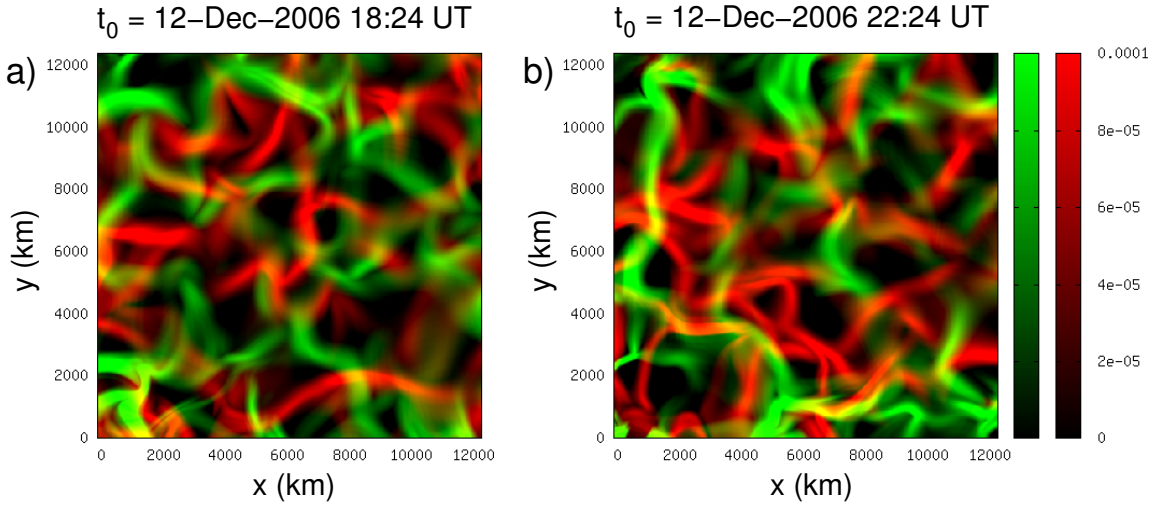 t₀ = 12−Dec−2006 18:24 UT
t₀ = 12−Dec−2006 22:24 UT
a)
b)
12000
10000
8000
6000
4000
2000
0
y (km)
0 2000 4000 6000 8000 10000 12000
x (km)
12000
10000
8000
6000
4000
2000
0
y (km)
0 2000 4000 6000 8000 10000 12000
x (km)
0.0001
8e-05
6e-05
4e-05
2e-05
0